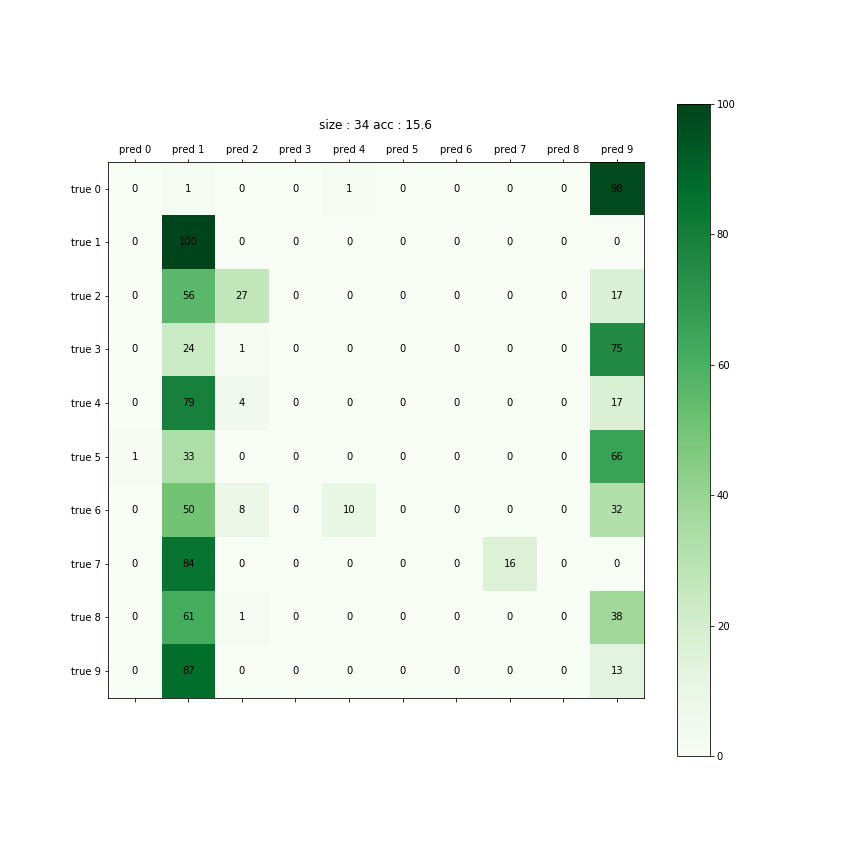 size : 34 acc : 15.6
pred 0 pred 1 pred 2 pred 3 pred 4 pred 5 pred 6 pred 7 pred 8 pred 9
true 0 0 1 0 0 1 0 0 0 0 98
true 1 0 100 0 0 0 0 0 0 0 0
true 2 0 56 27 0 0 0 0 0 0 17
true 3 0 24 1 0 0 0 0 0 0 75
true 4 0 79 4 0 0 0 0 0 0 17
true 5 1 33 0 0 0 0 0 0 0 66
true 6 0 50 8 0 10 0 0 0 0 32
true 7 0 84 0 0 0 0 0 16 0 0
true 8 0 61 1 0 0 0 0 0 0 38
true 9 0 87 0 0 0 0 0 0 0 13
100
80
60
40
20
0